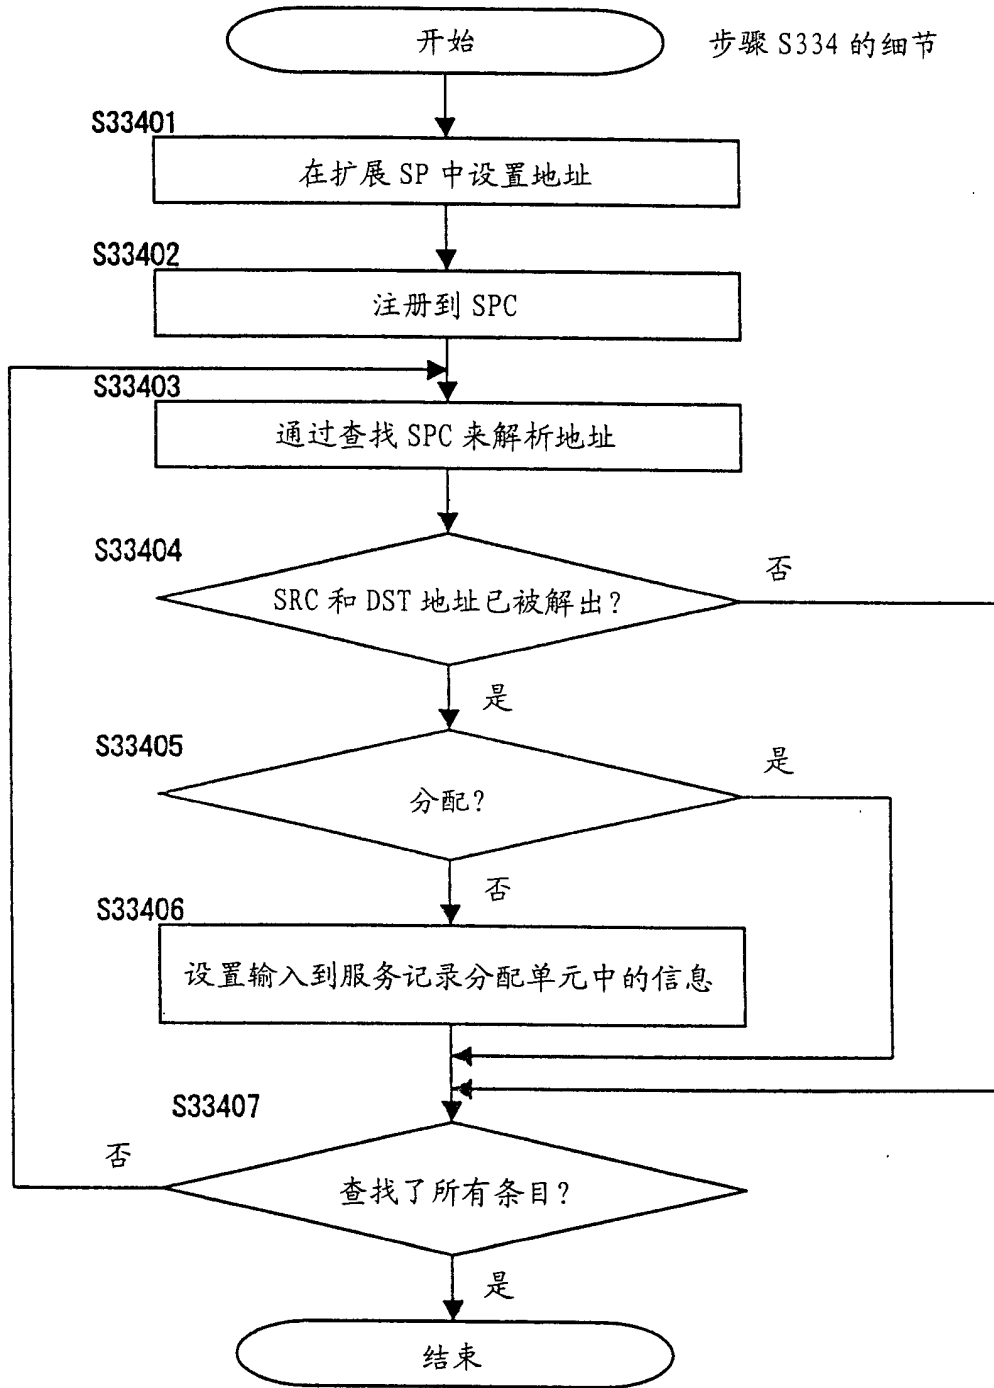 开始
步骤 S334 的细节
S33401
在扩展 SP 中设置地址
S33402
注册到 SPC
S33403
通过查找 SPC 来解析地址
S33404
SRC 和 DST 地址已被解出?
否
是
S33405
分配?
是
否
S33406
设置输入到服务记录分配单元中的信息
S33407
查找了所有条目?
否
是
结束